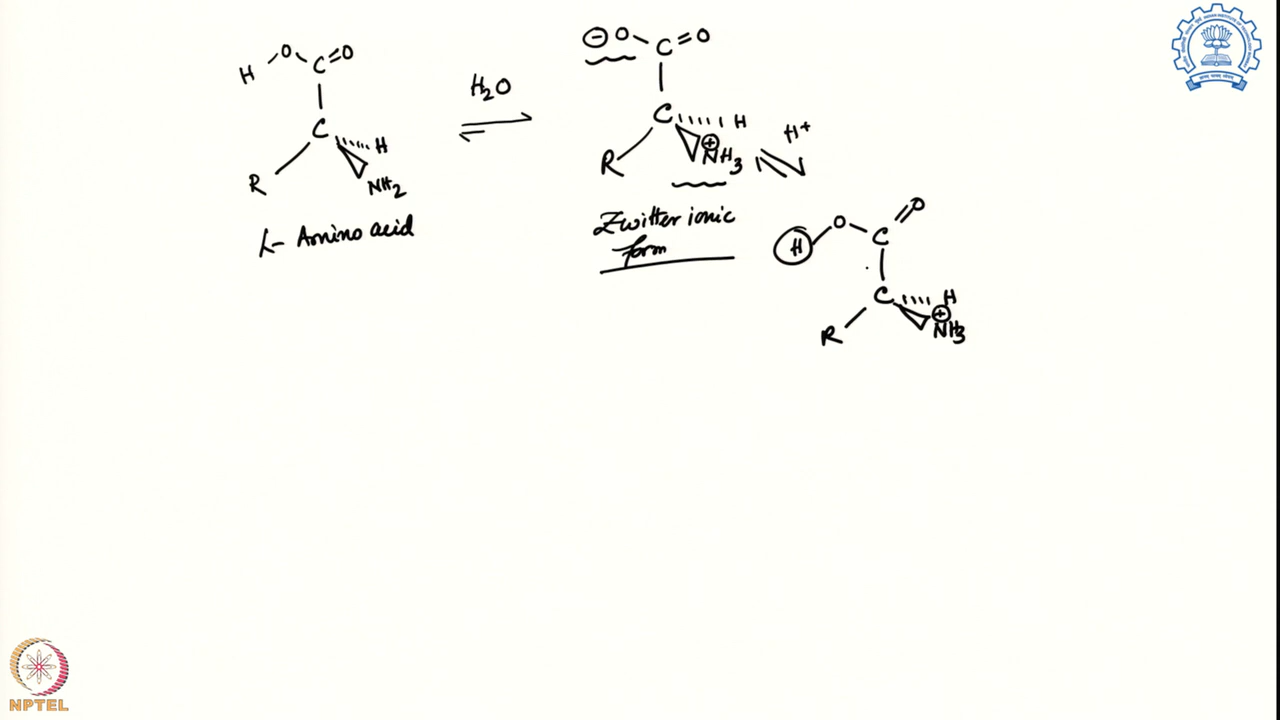 H O C = O
C H
R NH₂
L- Amino acid
H₂O
⊖ O C = O
C H
R ⊕ NH₃
Zwitter ionic
form
H⁺
H O C O
C H
R ⊕ NH₃
NPTEL